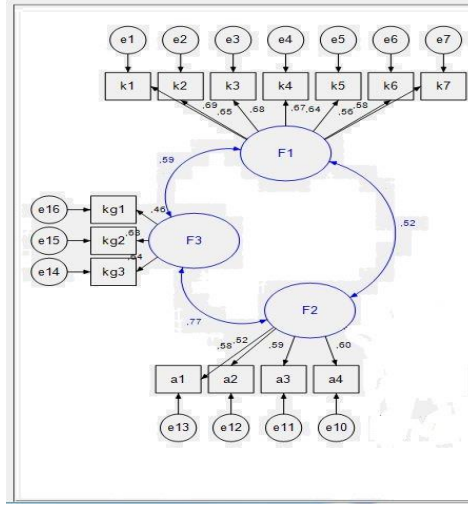 e1 e2 e3 e4 e5 e6 e7
k1 k2 k3 k4 k5 k6 k7
,69 ,65 ,68 ,67 ,64 ,56 ,58
F1
,59
,52
e16 kg1 ,46
e15 kg2 ,63 F3
e14 kg3 ,64
F2
,77
,58 ,52 ,59 ,60
a1 a2 a3 a4
e13 e12 e11 e10